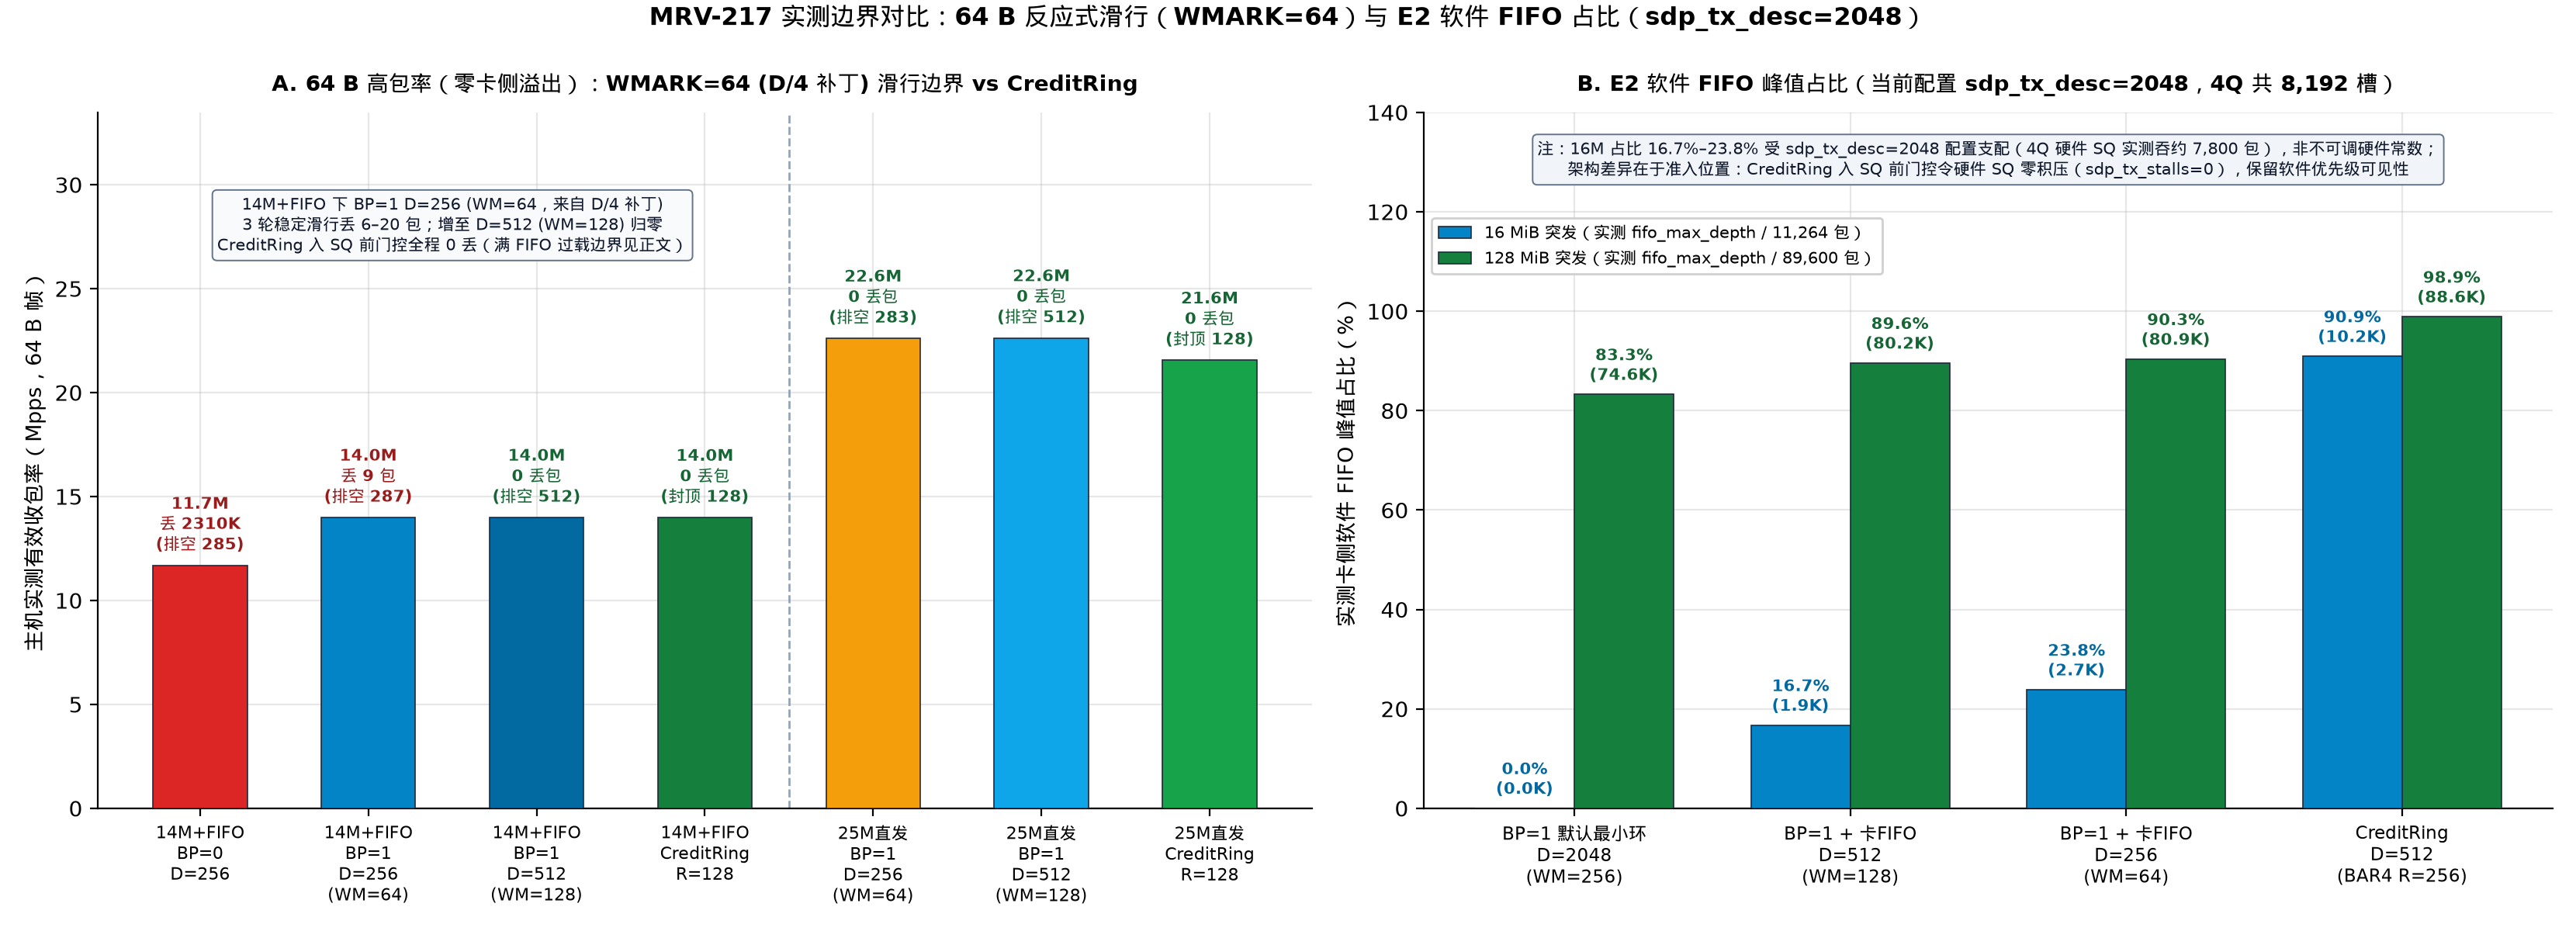 MRV-217 实测边界对比：64 B 反应式滑行（WMARK=64）与 E2 软件 FIFO 占比（sdp_tx_desc=2048）
A. 64 B 高包率（零卡侧溢出）：WMARK=64 (D/4 补丁) 滑行边界 vs CreditRing
主机实测有效收包率（Mpps，64 B 帧）
30
25
20
15
10
5
0
14M+FIFO 下 BP=1 D=256 (WM=64，来自 D/4 补丁)
3 轮稳定滑行丢 6–20 包；增至 D=512 (WM=128) 归零
CreditRing 入 SQ 前门控全程 0 丢（满 FIFO 过载边界见正文）
11.7M
丢 2310K
(排空 285)
14.0M
丢 9 包
(排空 287)
14.0M
0 丢包
(排空 512)
14.0M
0 丢包
(封顶 128)
22.6M
0 丢包
(排空 283)
22.6M
0 丢包
(排空 512)
21.6M
0 丢包
(封顶 128)
14M+FIFO
BP=0
D=256
14M+FIFO
BP=1
D=256
(WM=64)
14M+FIFO
BP=1
D=512
(WM=128)
14M+FIFO
CreditRing
R=128
25M直发
BP=1
D=256
(WM=64)
25M直发
BP=1
D=512
(WM=128)
25M直发
CreditRing
R=128
B. E2 软件 FIFO 峰值占比（当前配置 sdp_tx_desc=2048，4Q 共 8,192 槽）
实测卡侧软件 FIFO 峰值占比（%）
140
120
100
80
60
40
20
0
注：16M 占比 16.7%–23.8% 受 sdp_tx_desc=2048 配置支配（4Q 硬件 SQ 实测吞约 7,800 包），非不可调硬件常数；
架构差异在于准入位置：CreditRing 入 SQ 前门控令硬件 SQ 零积压（sdp_tx_stalls=0），保留软件优先级可见性
16 MiB 突发（实测 fifo_max_depth / 11,264 包）
128 MiB 突发（实测 fifo_max_depth / 89,600 包）
0.0%
(0.0K)
83.3%
(74.6K)
16.7%
(1.9K)
89.6%
(80.2K)
23.8%
(2.7K)
90.3%
(80.9K)
90.9%
(10.2K)
98.9%
(88.6K)
BP=1 默认最小环
D=2048
(WM=256)
BP=1 + 卡FIFO
D=512
(WM=128)
BP=1 + 卡FIFO
D=256
(WM=64)
CreditRing
D=512
(BAR4 R=256)